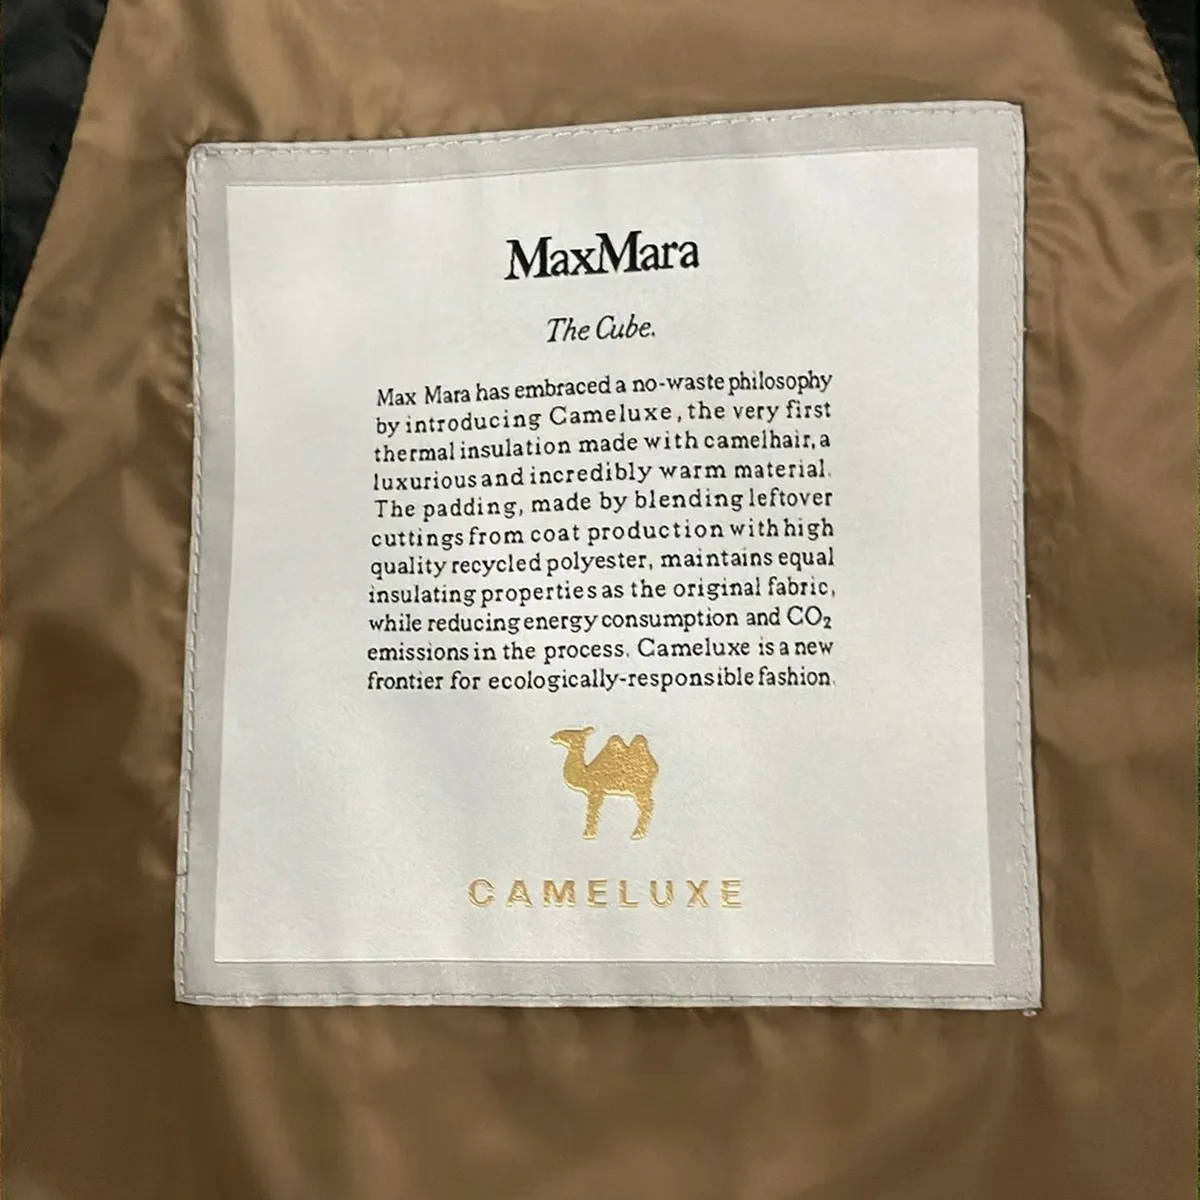 MaxMara
The Cube.
Max Mara has embraced a no-waste philosophy
by introducing Cameluxe, the very first
thermal insulation made with camelhair, a
luxurious and incredibly warm material.
The padding, made by blending leftover
cuttings from coat production with high
quality recycled polyester, maintains equal
insulating properties as the original fabric,
while reducing energy consumption and CO₂
emissions in the process. Cameluxe is a new
frontier for ecologically-responsible fashion.
CAMELUXE